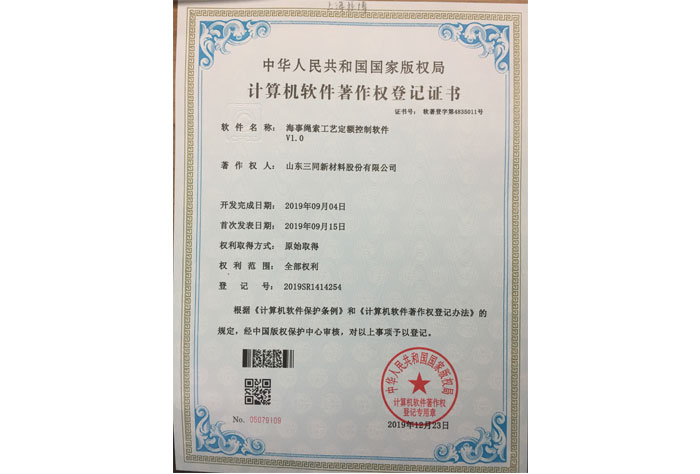 中华人民共和国国家版权局
计算机软件著作权登记证书
证书号： 软著登字第4835011号
软件名称： 海事绳索工艺定额控制软件
V1.0
著作权人： 山东三同新材料股份有限公司
开发完成日期： 2019年09月04日
首次发表日期： 2019年09月15日
权利取得方式： 原始取得
权利范围： 全部权利
登记号： 2019SR1414254
根据《计算机软件保护条例》和《计算机软件著作权登记办法》的
规定，经中国版权保护中心审核，对以上事项予以登记。
中华人民共和国国家版权局
计算机软件著作权
登记专用章
No. 05079109
2019年12月23日